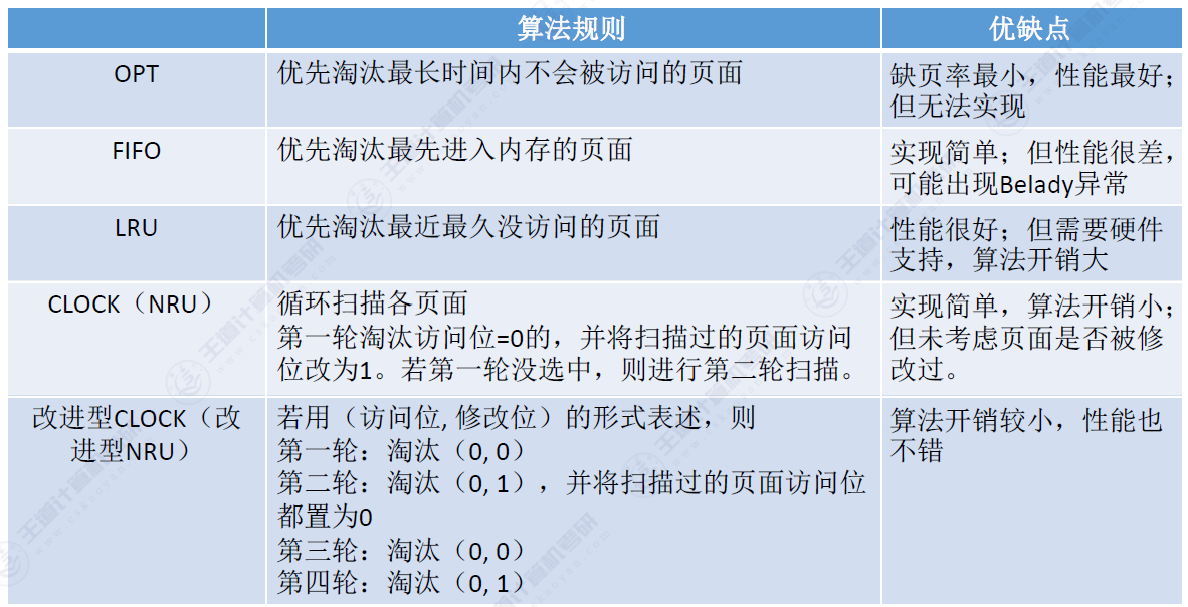 算法规则 优缺点
OPT 优先淘汰最长时间内不会被访问的页面 缺页率最小，性能最好；
但无法实现
FIFO 优先淘汰最先进入内存的页面 实现简单；但性能很差，
可能出现Belady异常
LRU 优先淘汰最近最久没访问的页面 性能很好；但需要硬件
支持，算法开销大
CLOCK（NRU） 循环扫描各页面
第一轮淘汰访问位=0的，并将扫描过的页面访问
位改为1。若第一轮没选中，则进行第二轮扫描。
实现简单，算法开销小；
但未考虑页面是否被修
改过。
改进型CLOCK（改
进型NRU）
若用（访问位, 修改位）的形式表述，则
第一轮：淘汰（0, 0）
第二轮：淘汰（0, 1），并将扫描过的页面访问位
都置为0
第三轮：淘汰（0, 0）
第四轮：淘汰（0, 1）
算法开销较小，性能也
不错
王道计算机考研